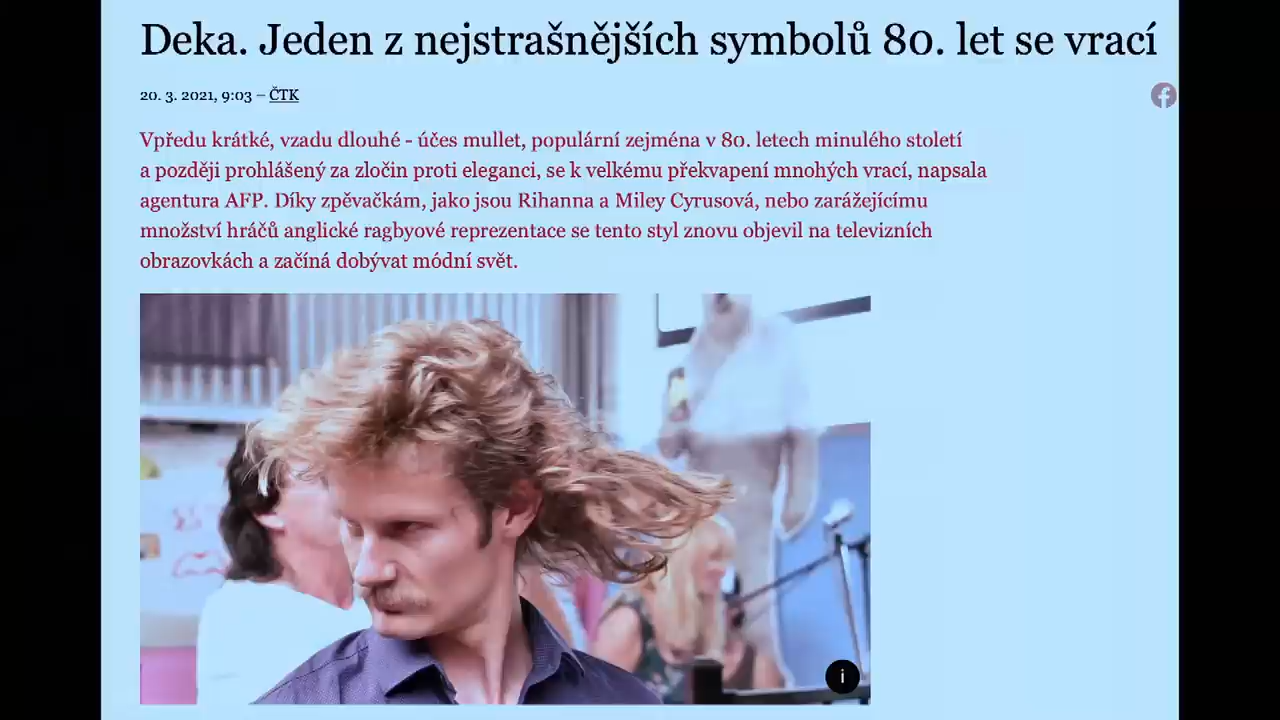 Deka. Jeden z nejstrašnějších symbolů 80. let se vrací
20. 3. 2021, 9:03 – ČTK
Vpředu krátké, vzadu dlouhé - účes mullet, populární zejména v 80. letech minulého století
a později prohlášený za zločin proti eleganci, se k velkému překvapení mnohých vrací, napsala
agentura AFP. Díky zpěvačkám, jako jsou Rihanna a Miley Cyrusová, nebo zarážejícímu
množství hráčů anglické ragbyové reprezentace se tento styl znovu objevil na televizních
obrazovkách a začíná dobývat módní svět.
i